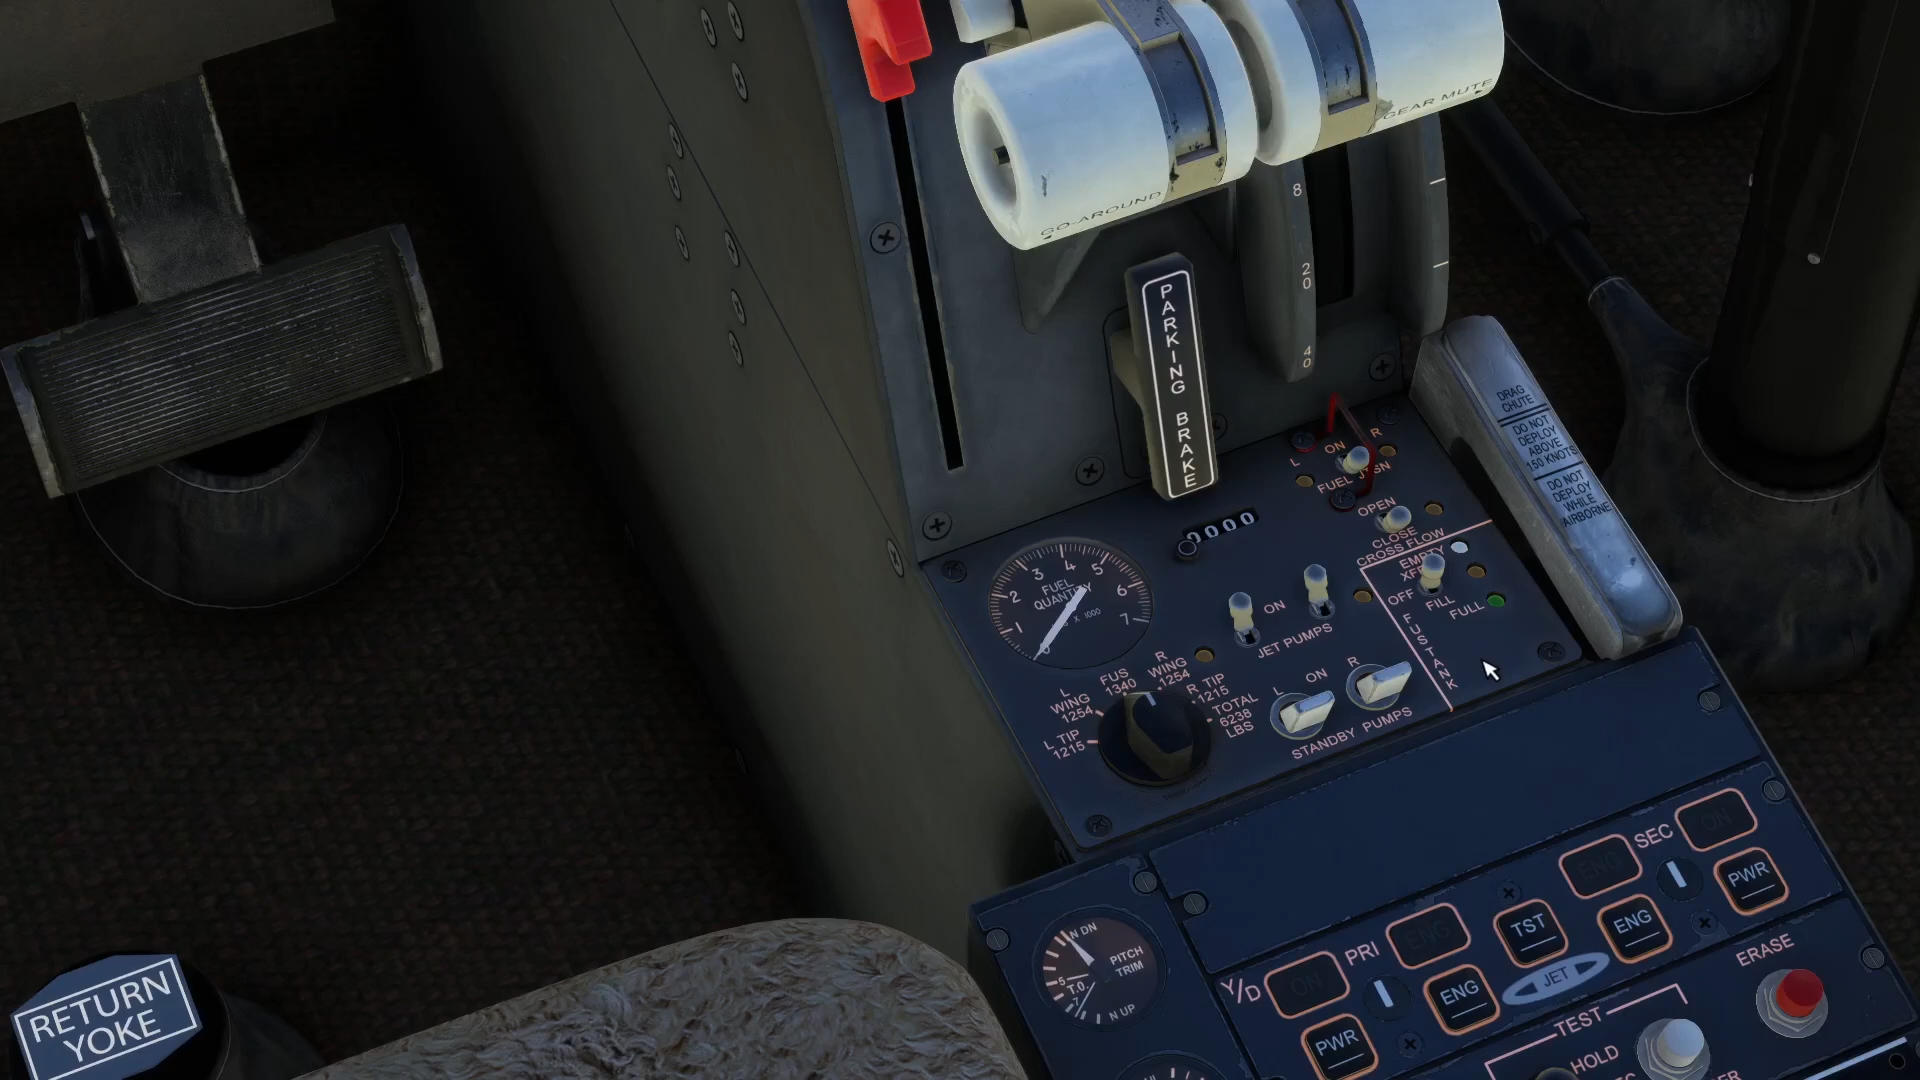 GO-AROUND
GEAR MUTE
8
20
40
PARKING BRAKE
DRAG
CHUTE
DO NOT
DEPLOY
ABOVE
150 KNOTS
DO NOT
DEPLOY
WHILE
AIRBORNE
L ON R
FUEL
OPEN
CLOSE
CROSS FLOW
EMPTY
OFF FILL
FULL
FUS TANK
0000
1 2 3 4 5 6 7
FUEL
X 1000
ON
JET PUMPS
L ON R
STANDBY PUMPS
L TIP
1215
L
WING
1254
FUS
1340
R
WING
1254
R TIP
1215
TOTAL
6238
LBS
N DN
PITCH
TRIM
T.O.
N UP
Y/D
ON
PRI
ENG
TST
ENG
SEC
ON
PWR
ENG
JET
ENG
PWR
ERASE
TEST
HOLD
RETURN
YOKE